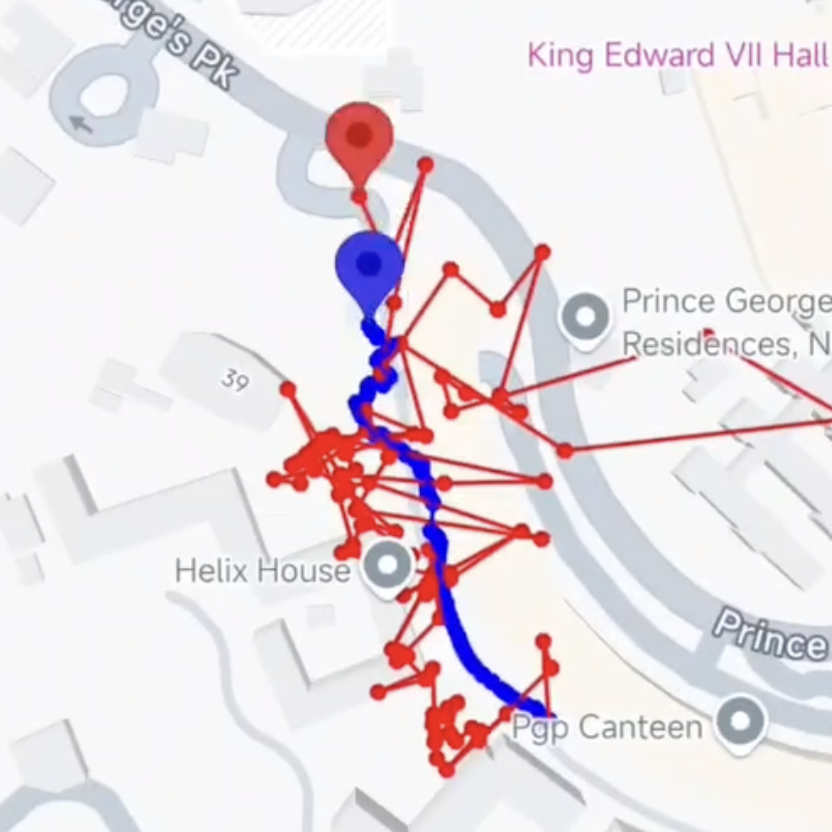 rge's Pk
King Edward VII Hall
Prince George
Residences, N
39
Helix House
Prince
Pgp Canteen